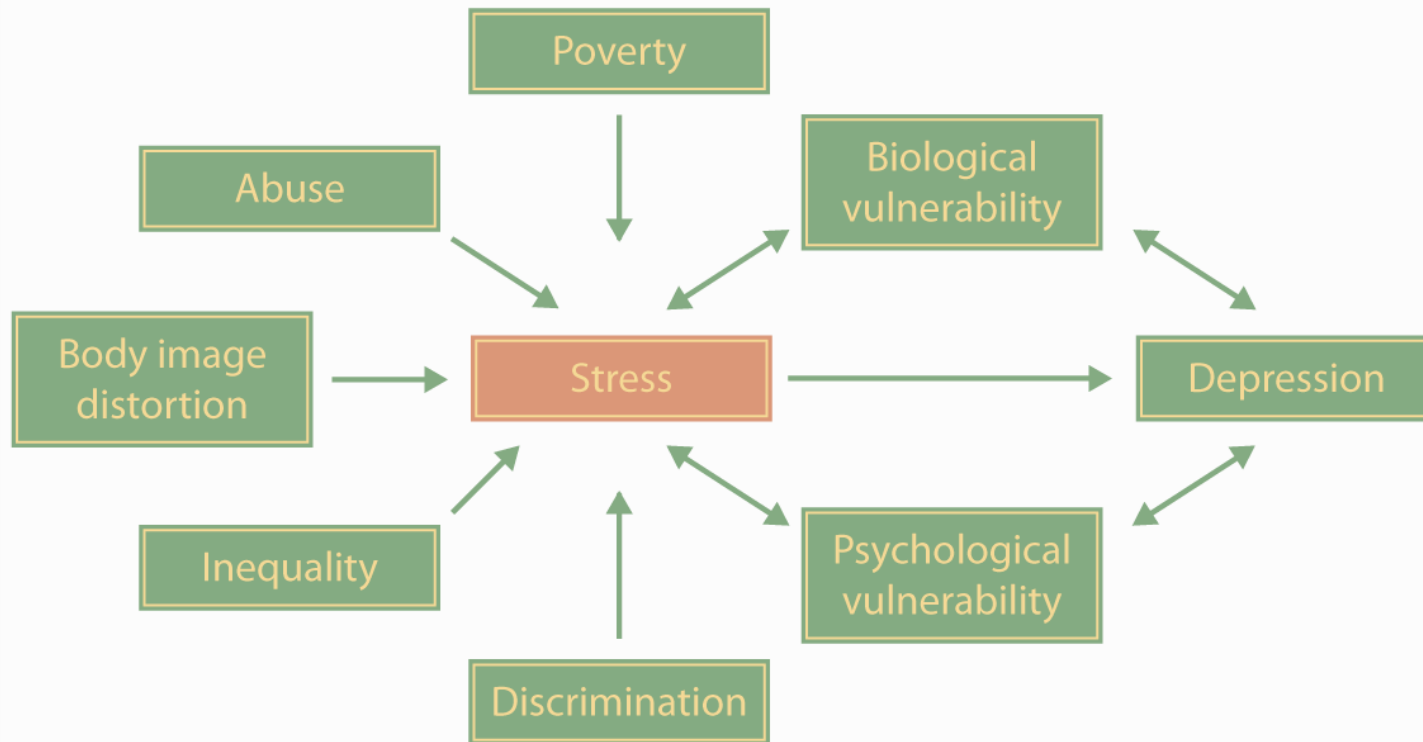 Poverty
Abuse
Biological
vulnerability
Body image
distortion
Stress
Depression
Inequality
Psychological
vulnerability
Discrimination